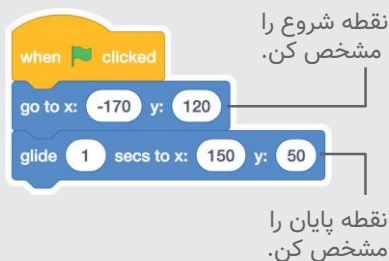 نقطه شروع را
مشخص کن.
when clicked
go to x: -170 y: 120
glide 1 secs to x: 150 y: 50
نقطه پایان را
مشخص کن.